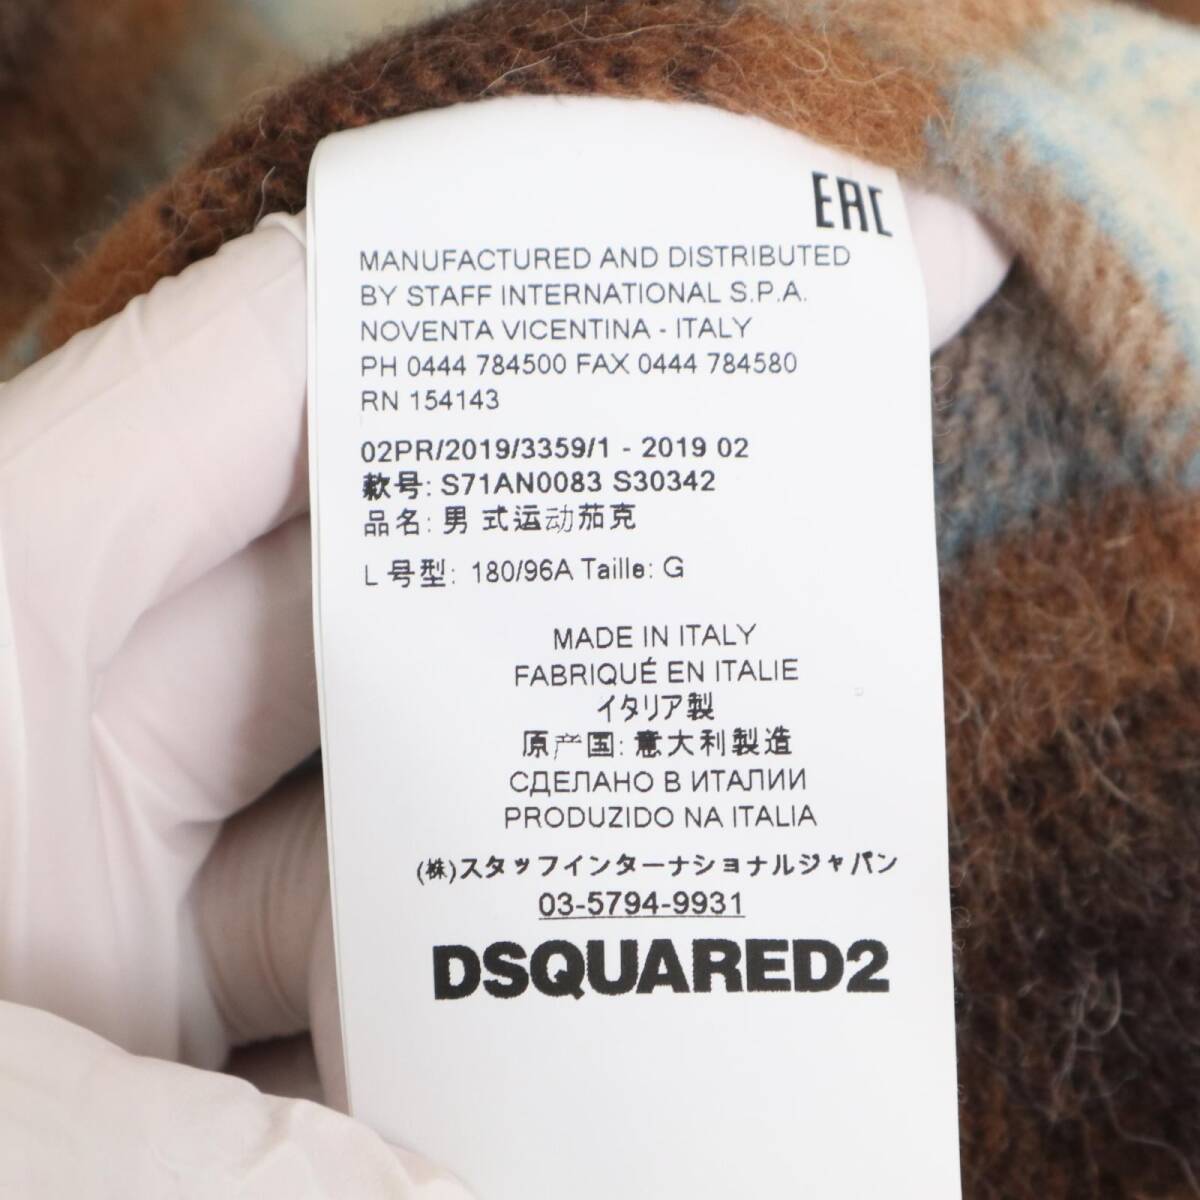 EAC
MANUFACTURED AND DISTRIBUTED
BY STAFF INTERNATIONAL S.P.A.
NOVENTA VICENTINA - ITALY
PH 0444 784500 FAX 0444 784580
RN 154143
02PR/2019/3359/1 - 2019 02
款号: S71AN0083 S30342
品名: 男 式运动茄克
L 号型: 180/96A Taille: G
MADE IN ITALY
FABRIQUÉ EN ITALIE
イタリア製
原产国: 意大利製造
СДЕЛАНО В ИТАЛИИ
PRODUZIDO NA ITALIA
(株)スタッフインターナショナルジャパン
03-5794-9931
DSQUARED2